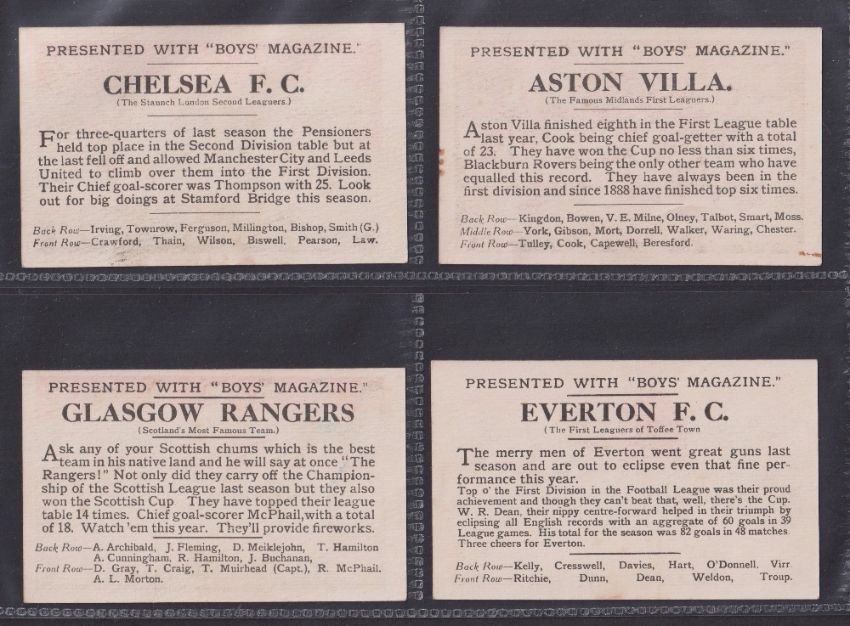 PRESENTED WITH "BOYS' MAGAZINE."
CHELSEA F. C.
(The Staunch London Second Leaguers.)
For three-quarters of last season the Pensioners
held top place in the Second Division table but at
the last fell off and allowed Manchester City and Leeds
United to climb over them into the First Division.
Their Chief goal-scorer was Thompson with 25. Look
out for big doings at Stamford Bridge this season.
Back Row—Irving, Townrow, Ferguson, Millington, Bishop, Smith (G.)
Front Row—Crawford, Thain, Wilson, Biswell, Pearson, Law.
PRESENTED WITH "BOYS' MAGAZINE."
ASTON VILLA.
(The Famous Midlands First Leaguers.)
Aston Villa finished eighth in the First League table
last year, Cook being chief goal-getter with a total
of 23. They have won the Cup no less than six times,
Blackburn Rovers being the only other team who have
equalled this record. They have always been in the
first division and since 1888 have finished top six times.
Back Row—Kingdon, Bowen, V. E. Milne, Olney, Talbot, Smart, Moss.
Middle Row—York, Gibson, Mort, Dorrell, Walker, Waring, Chester.
Front Row—Tulley, Cook, Capewell, Beresford.
PRESENTED WITH "BOYS' MAGAZINE."
GLASGOW RANGERS
(Scotland's Most Famous Team.)
Ask any of your Scottish chums which is the best
team in his native land and he will say at once "The
Rangers!" Not only did they carry off the Champion-
ship of the Scottish League last season but they also
won the Scottish Cup They have topped their league
table 14 times. Chief goal-scorer McPhail, with a total
of 18. Watch 'em this year. They'll provide fireworks.
Back Row—A. Archibald, J. Fleming, D. Meiklejohn, T. Hamilton
A. Cunningham, R. Hamilton, J. Buchanan,
Front Row—D. Gray, T. Craig, T. Muirhead (Capt.), R. McPhail.
A. L. Morton.
PRESENTED WITH "BOYS' MAGAZINE."
EVERTON F. C.
(The First Leaguers of Toffee Town
The merry men of Everton went great guns last
season and are out to eclipse even that fine per-
formance this year.
Top o' the First Division in the Football League was their proud
achievement and though they can't beat that, well, there's the Cup.
W. R. Dean, their nippy centre-forward helped in their triumph by
eclipsing all English records with an aggregate of 60 goals in 39
League games. His total for the season was 82 goals in 48 matches.
Three cheers for Everton.
Back Row—Kelly, Cresswell, Davies, Hart, O'Donnell, Virr
Front Row—Ritchie, Dunn, Dean, Weldon, Troup.